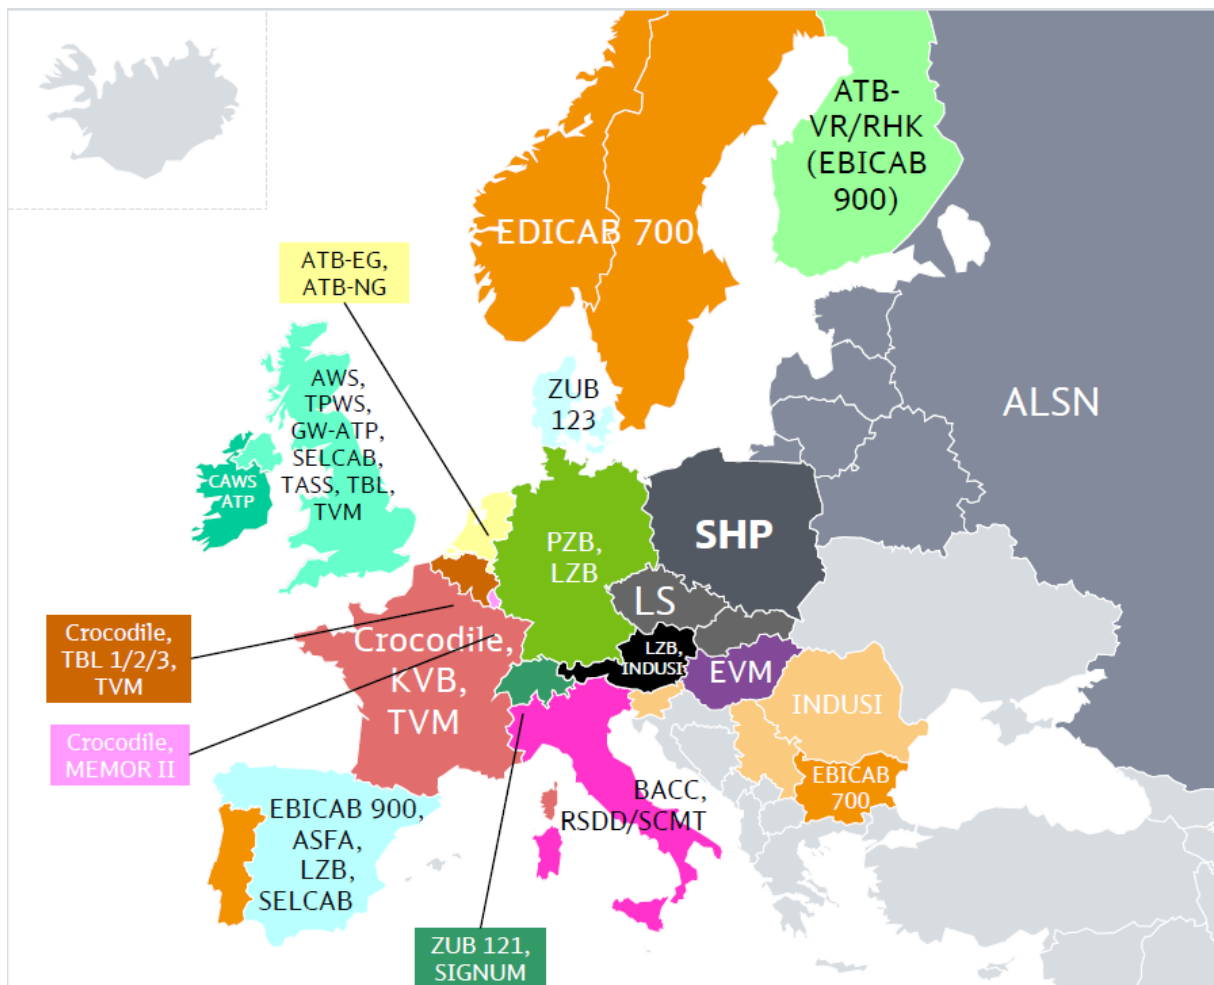 ATB-
VR/RHK
(EBICAB
900)
EDICAB 700
ATB-EG,
ATB-NG
AWS,
TPWS,
GW-ATP,
SELCAB,
TASS, TBL,
TVM
ZUB
123
ALSN
CAWS
ATP
PZB,
LZB
SHP
LS
Crocodile,
TBL 1/2/3,
TVM
Crocodile,
KVB,
TVM
LZB,
INDUSI
EVM
INDUSI
Crocodile,
MEMOR II
EBICAB
700
BACC,
RSDD/SCMT
EBICAB 900,
ASFA,
LZB,
SELCAB
ZUB 121,
SIGNUM